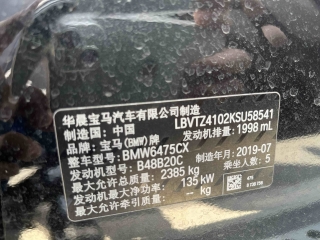 华晨宝马汽车有限公司制造
制造国：中国 LBVTZ4102KSU58541
品牌：宝马(BMW)牌 发动机排量：1998 mL
整车型号：BMW6475CX
发动机型号：B48B20C 制造年月：2019-07
最大允许总质量：2385 kg 乘坐人数：5
发动机最大净功率：135 kW
最大允许牵引质量：-- kg
475